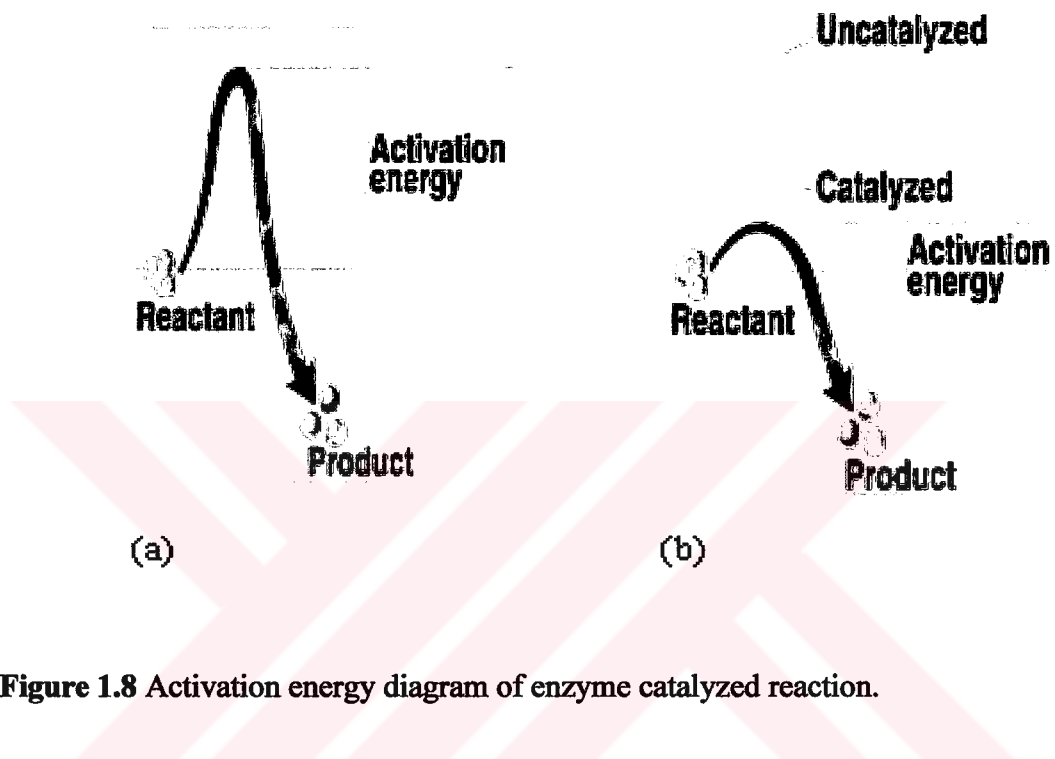 Uncatalyzed
Activation
energy
Catalyzed
Activation
energy
Reactant
Reactant
Product
Product
(a)
(b)
Figure 1.8 Activation energy diagram of enzyme catalyzed reaction.